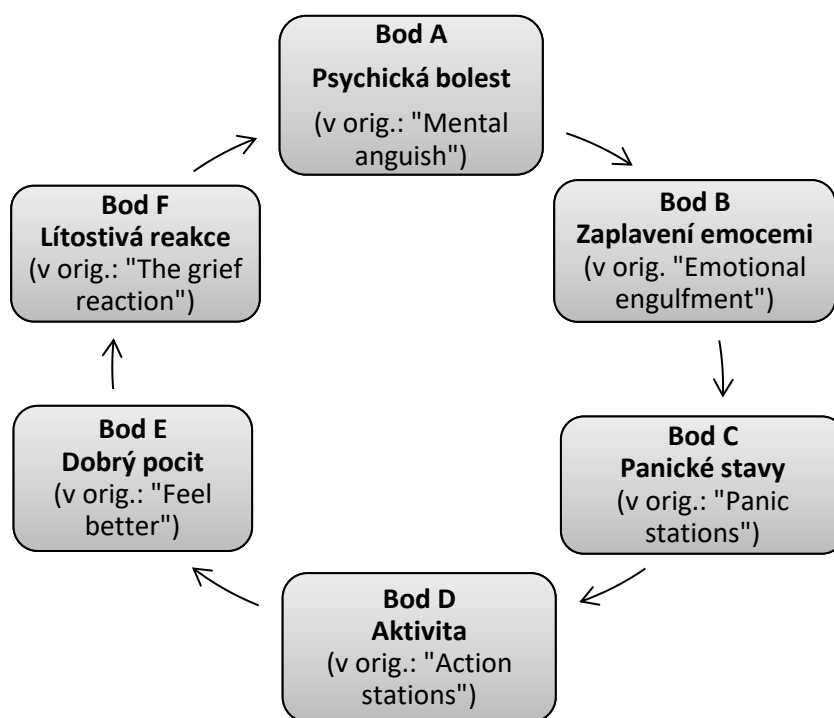 Bod A
Psychická bolest
(v orig.: "Mental
anguish")
Bod B
Zaplavení emocemi
(v orig. "Emotional
engulfment")
Bod C
Panické stavy
(v orig.: "Panic
stations")
Bod D
Aktivita
(v orig.: "Action
stations")
Bod E
Dobrý pocit
(v orig.: "Feel
better")
Bod F
Lítostivá reakce
(v orig.: "The grief
reaction")